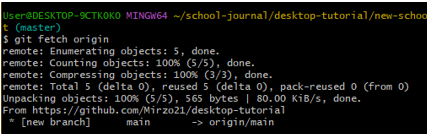 User@DESKTOP-9CTKOKO MINGW64 ~/school-journal/desktop-tutorial/new-schoo
t (master)
$ git fetch origin
remote: Enumerating objects: 5, done.
remote: Counting objects: 100% (5/5), done.
remote: Compressing objects: 100% (3/3), done.
remote: Total 5 (delta 0), reused 5 (delta 0), pack-reused 0 (from 0)
Unpacking objects: 100% (5/5), 565 bytes | 80.00 KiB/s, done.
From https://github.com/Mirzo21/desktop-tutorial
 * [new branch]      main       -> origin/main